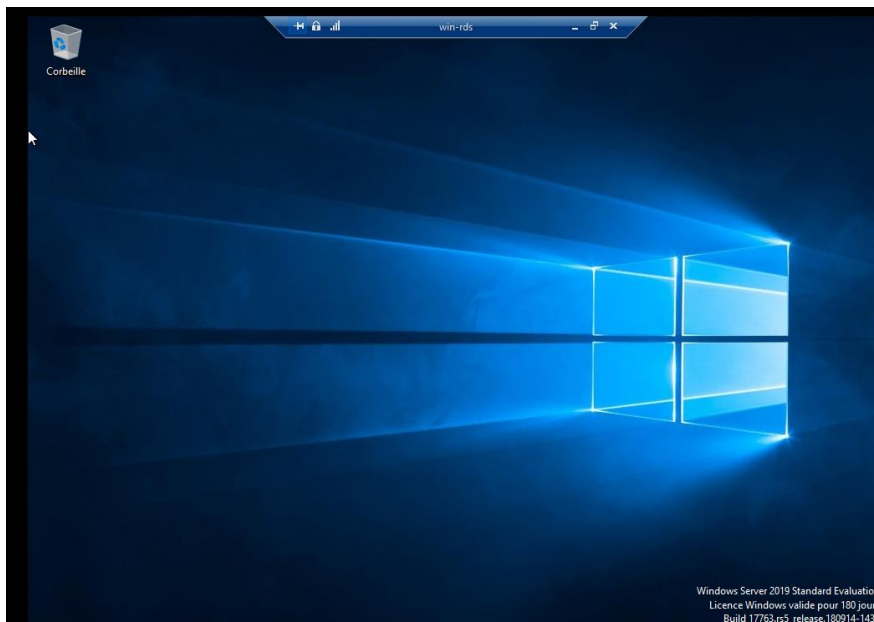 win-rds
Corbeille
Windows Server 2019 Standard Evaluatio
Licence Windows valide pour 180 jour
Build 17763.rs5_release.180914-143